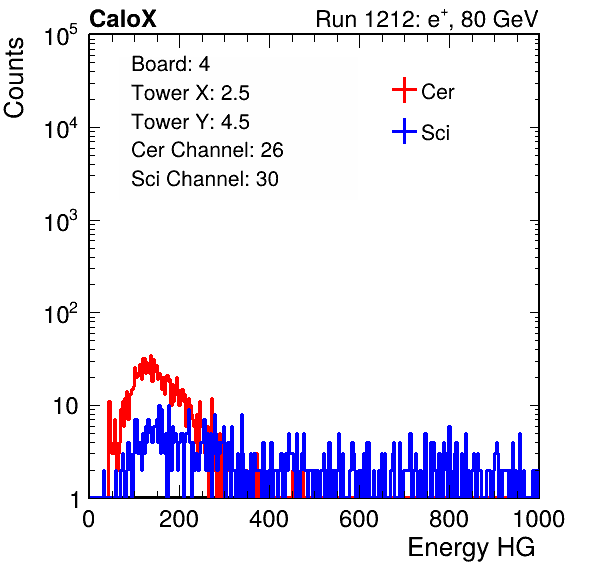 CaloX Run 1212: e⁺, 80 GeV
Counts
Board: 4
Tower X: 2.5
Tower Y: 4.5
Cer Channel: 26
Sci Channel: 30
Cer
Sci
10⁵
10⁴
10³
10²
10
1
0 200 400 600 800 1000
Energy HG